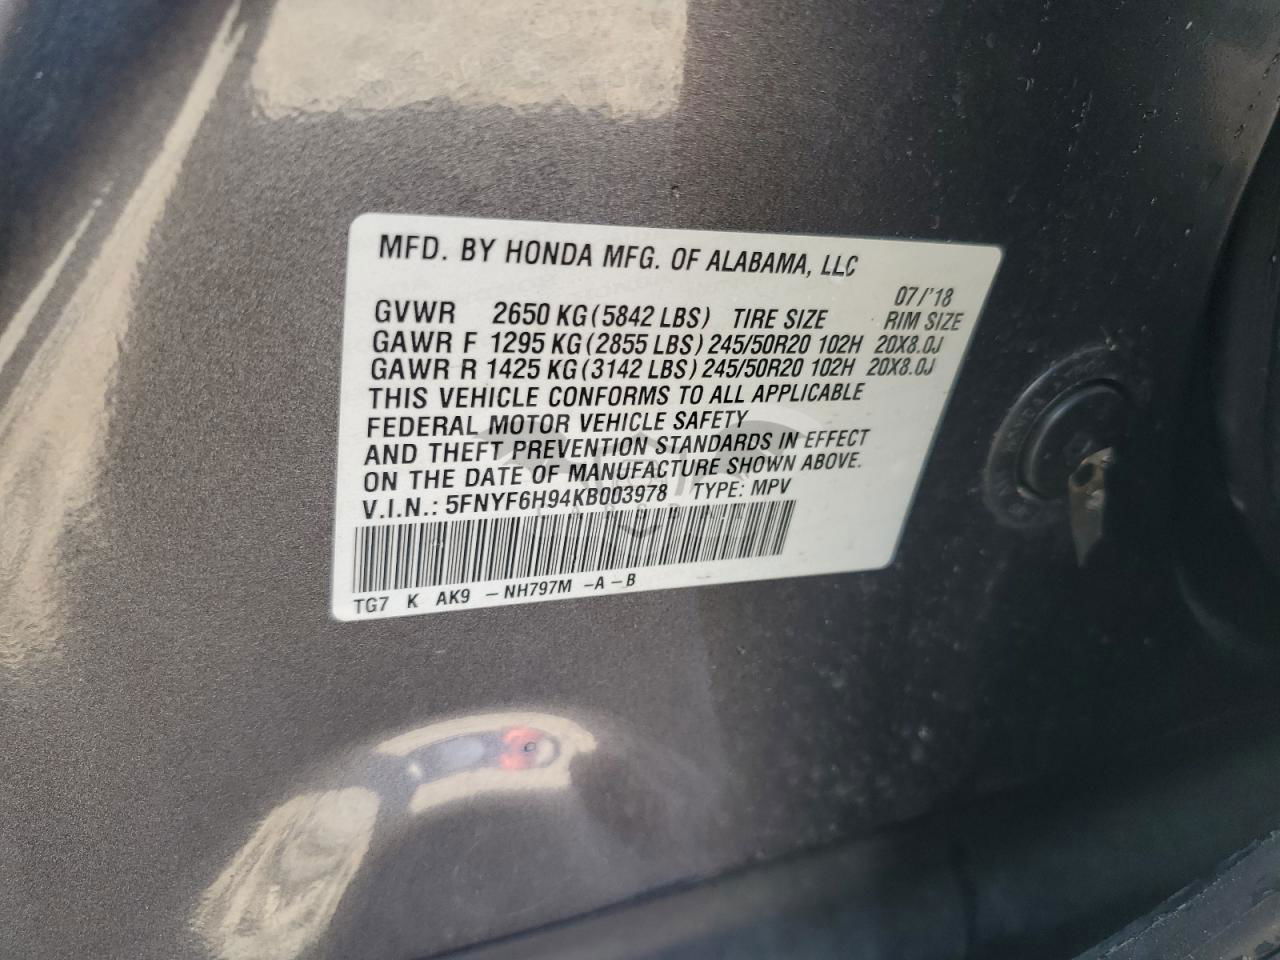 MFD. BY HONDA MFG. OF ALABAMA, LLC
07/'18
GVWR 2650 KG(5842 LBS) TIRE SIZE RIM SIZE
GAWR F 1295 KG(2855 LBS) 245/50R20 102H 20X8.0J
GAWR R 1425 KG(3142 LBS) 245/50R20 102H 20X8.0J
THIS VEHICLE CONFORMS TO ALL APPLICABLE
FEDERAL MOTOR VEHICLE SAFETY
AND THEFT PREVENTION STANDARDS IN EFFECT
ON THE DATE OF MANUFACTURE SHOWN ABOVE.
V.I.N.: 5FNYF6H94KB003978 TYPE: MPV
TG7 K AK9 -NH797M -A-B